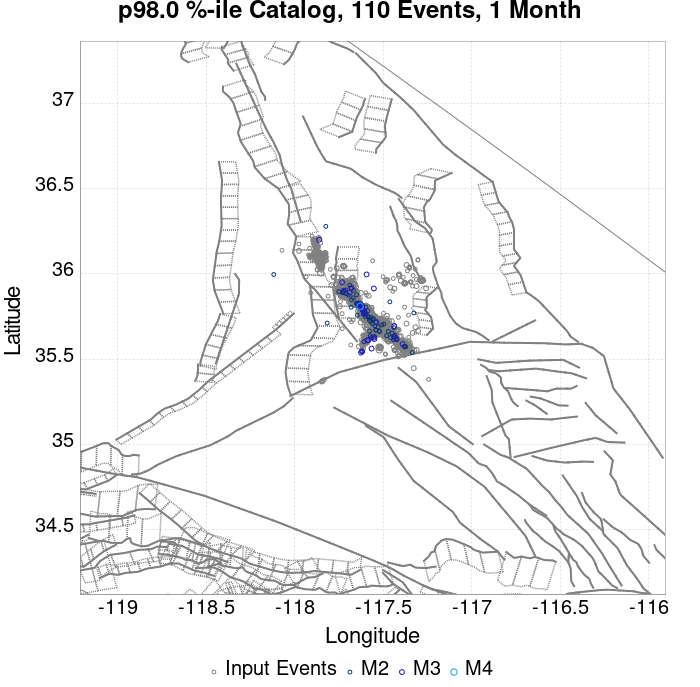 p98.0 %-ile Catalog, 110 Events, 1 Month
37
36.5
36
35.5
35
34.5
Latitude
-119
-118.5
-118
-117.5
-117
-116.5
-116
Longitude
Input Events
M2
M3
M4